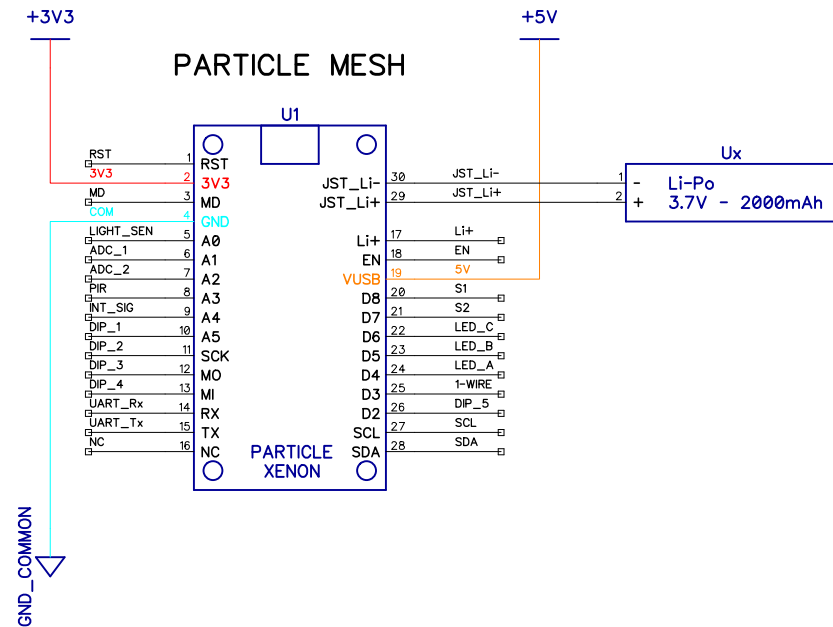 +3V3
+5V
PARTICLE MESH
U1
Ux
RST 1 RST
3V3 2 3V3
MD 3 MD
COM 4 GND
LIGHT_SEN 5 A0
ADC_1 6 A1
ADC_2 7 A2
PIR 8 A3
INT_SIG 9 A4
DIP_1 10 A5
DIP_2 11 SCK
DIP_3 12 MO
DIP_4 13 MI
UART_Rx 14 RX
UART_Tx 15 TX
NC 16 NC
JST_Li- 30 JST_Li- 1 -
JST_Li+ 29 JST_Li+ 2 +
Li-Po
3.7V - 2000mAh
Li+ 17 Li+
EN 18 EN
VUSB 19 5V
D8 20 S1
D7 21 S2
D6 22 LED_C
D5 23 LED_B
D4 24 LED_A
D3 25 1-WIRE
D2 26 DIP_5
SCL 27 SCL
SDA 28 SDA
PARTICLE
XENON
GND_COMMON